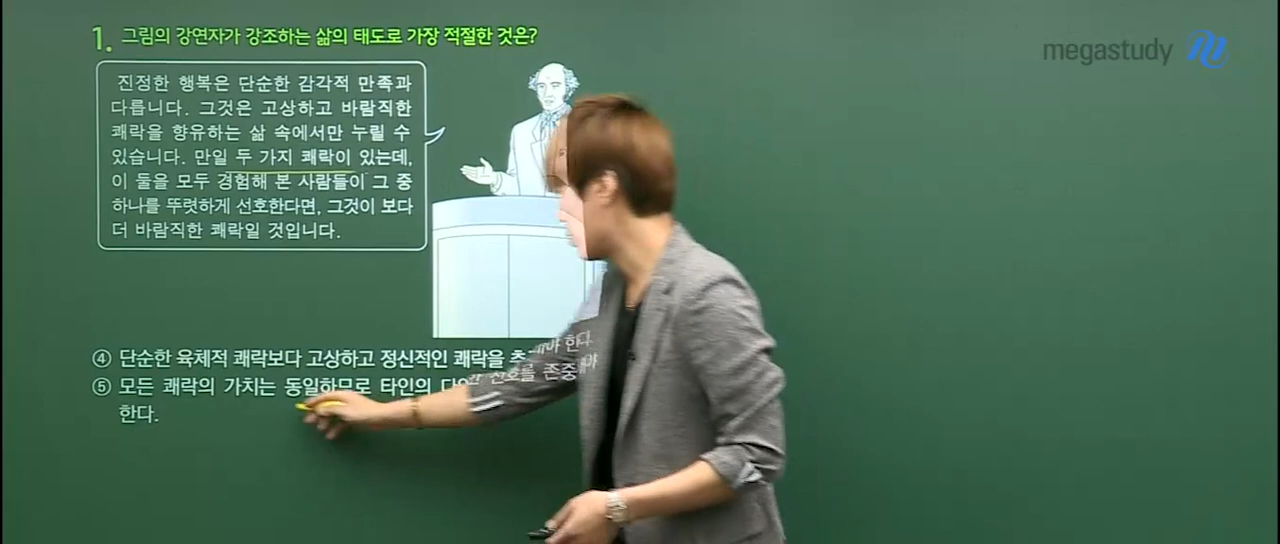 1. 그림의 강연자가 강조하는 삶의 태도로 가장 적절한 것은?
megastudy
진정한 행복은 단순한 감각적 만족과
다릅니다. 그것은 고상하고 바람직한
쾌락을 향유하는 삶 속에서만 누릴 수
있습니다. 만일 두 가지 쾌락이 있는데,
이 둘을 모두 경험해 본 사람들이 그 중
하나를 뚜렷하게 선호한다면, 그것이 보다
더 바람직한 쾌락일 것입니다.
④ 단순한 육체적 쾌락보다 고상하고 정신적인 쾌락을 한다.
⑤ 모든 쾌락의 가치는 동일하므로 타인의 선호를
한다.